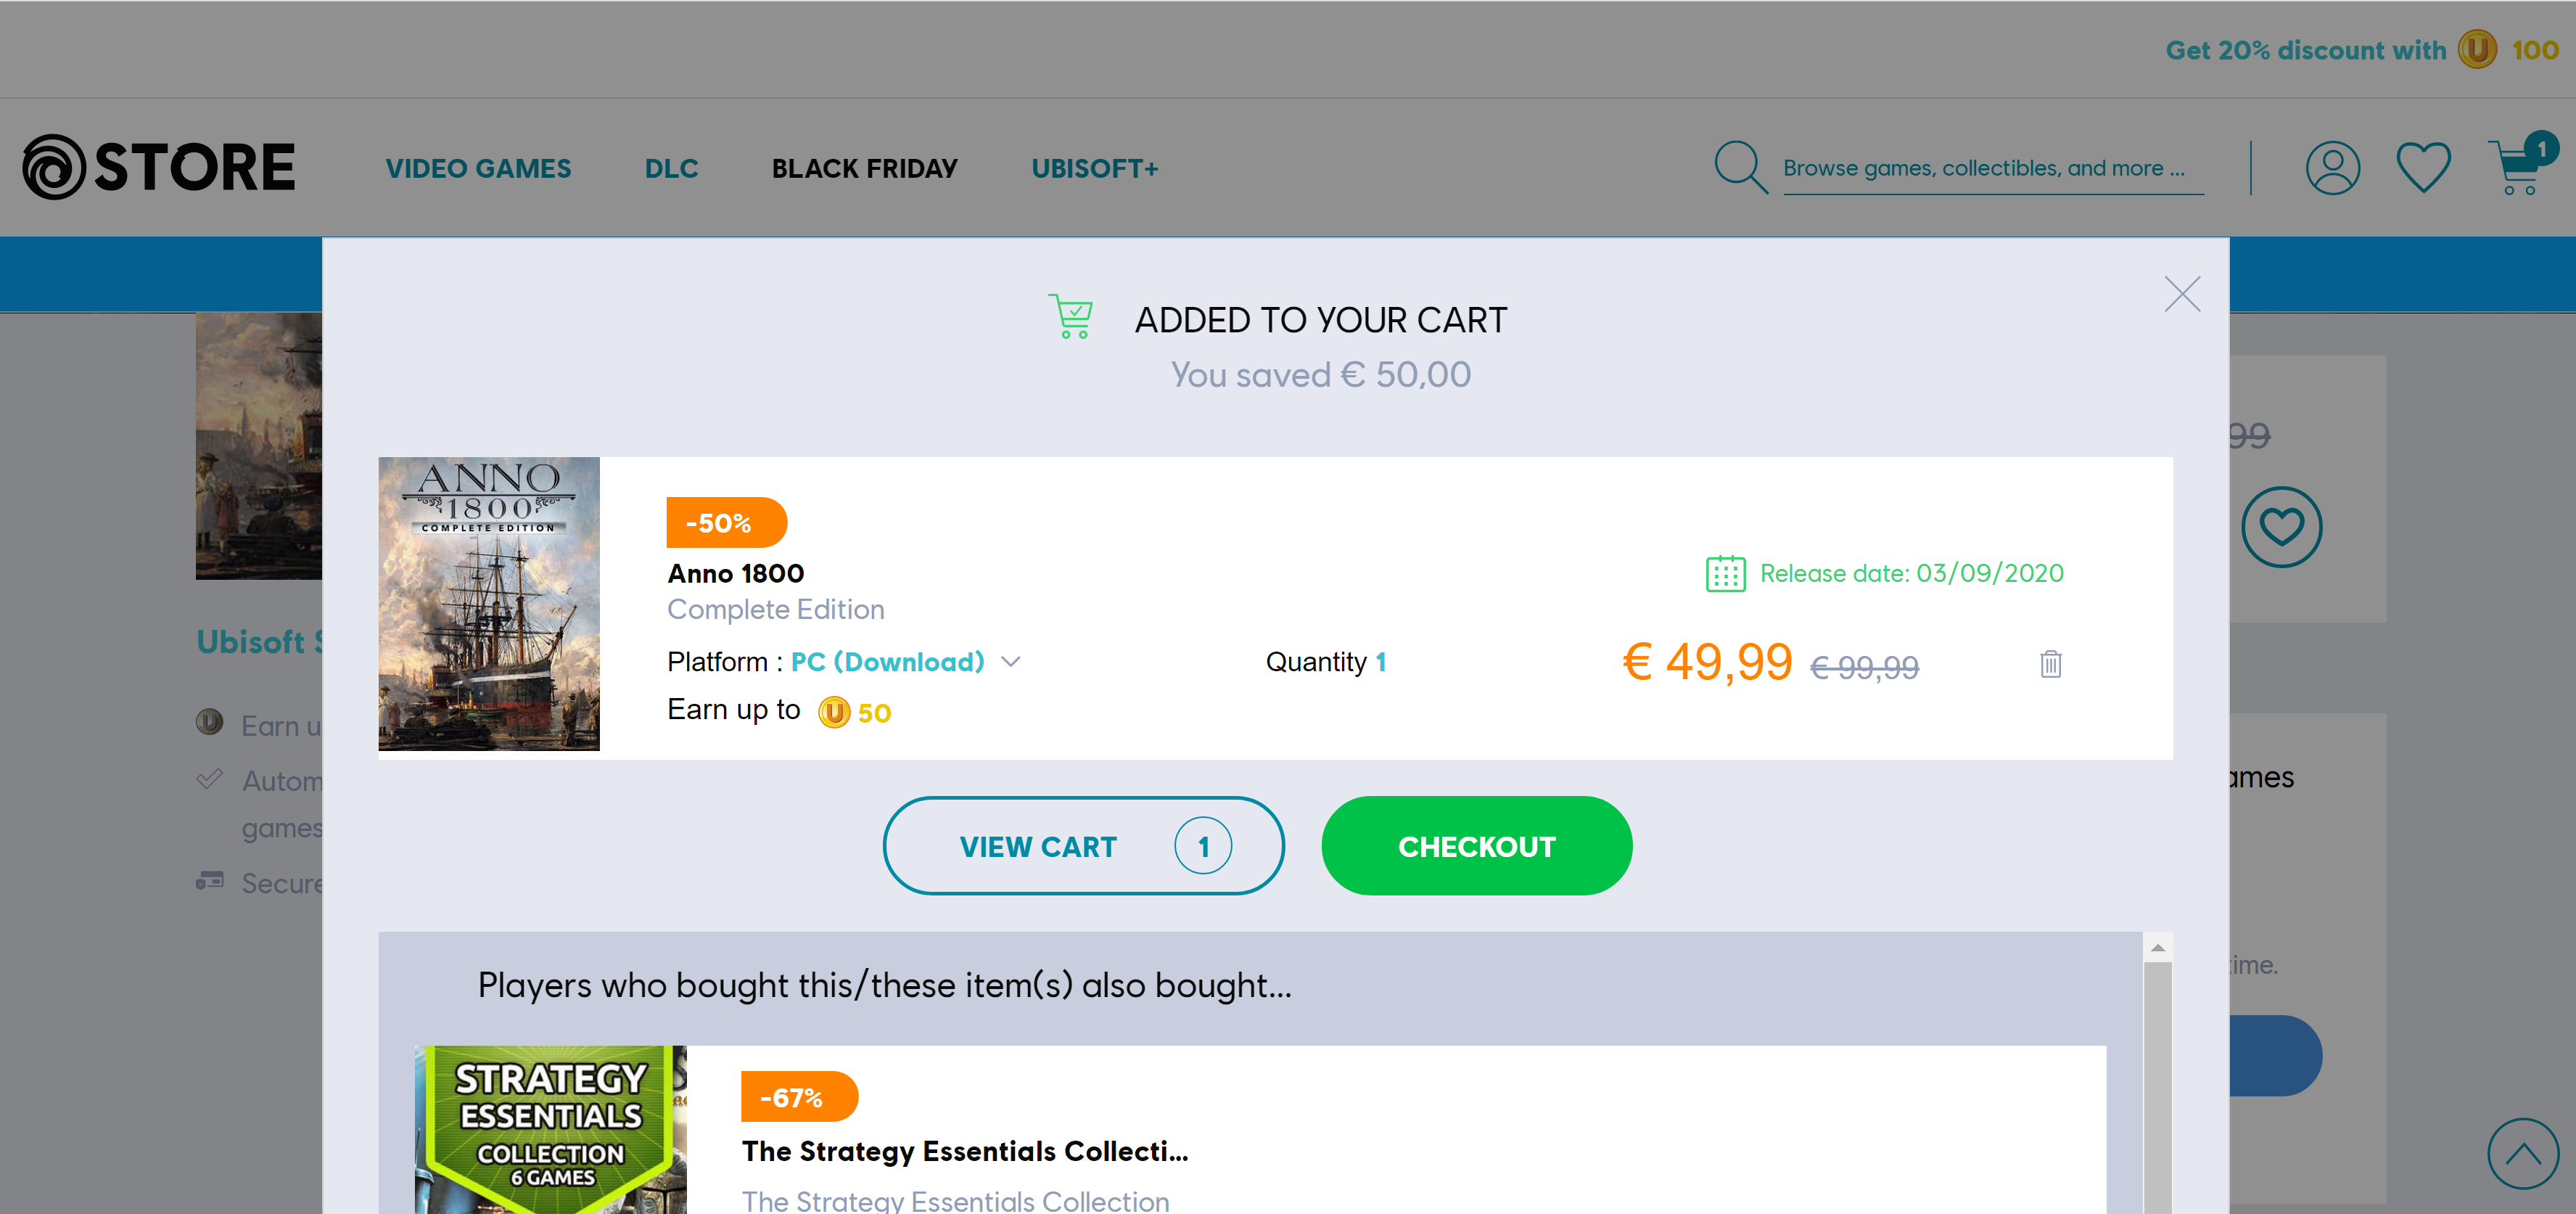 Get 20% discount with U 100
STORE
VIDEO GAMES
DLC
BLACK FRIDAY
UBISOFT+
Browse games, collectibles, and more ...
1
ADDED TO YOUR CART
You saved € 50,00
99
ANNO
1800
COMPLETE EDITION
-50%
Anno 1800
Release date: 03/09/2020
Complete Edition
Platform : PC (Download)
Quantity 1
€ 49,99 € 99,99
Earn up to U 50
Ubisoft S
Earn u
Autom
games
Secure
ames
VIEW CART 1
CHECKOUT
ime.
Players who bought this/these item(s) also bought...
STRATEGY
ESSENTIALS
COLLECTION
6 GAMES
-67%
The Strategy Essentials Collecti...
The Strategy Essentials Collection